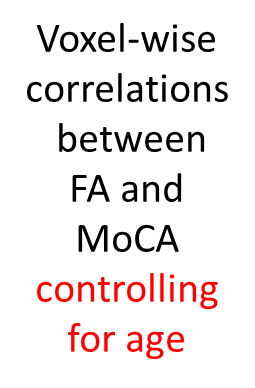 Voxel-wise
correlations
between
FA and
MoCA
controlling
for age